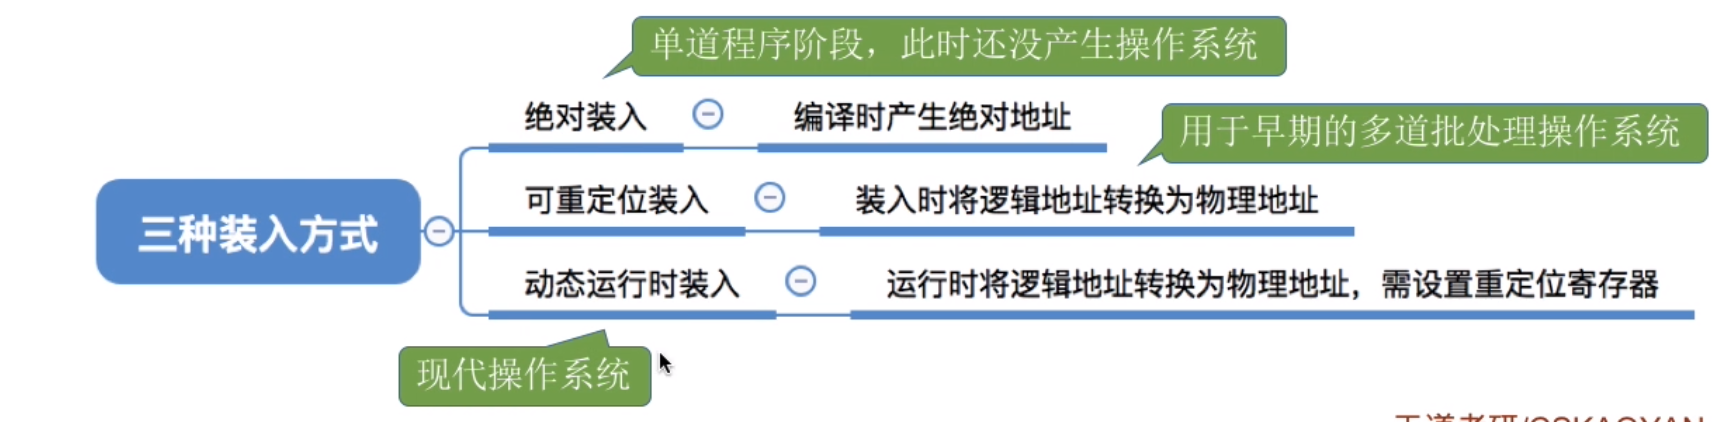 单道程序阶段，此时还没产生操作系统
绝对装入
编译时产生绝对地址
用于早期的多道批处理操作系统
可重定位装入
装入时将逻辑地址转换为物理地址
三种装入方式
动态运行时装入
运行时将逻辑地址转换为物理地址，需设置重定位寄存器
现代操作系统